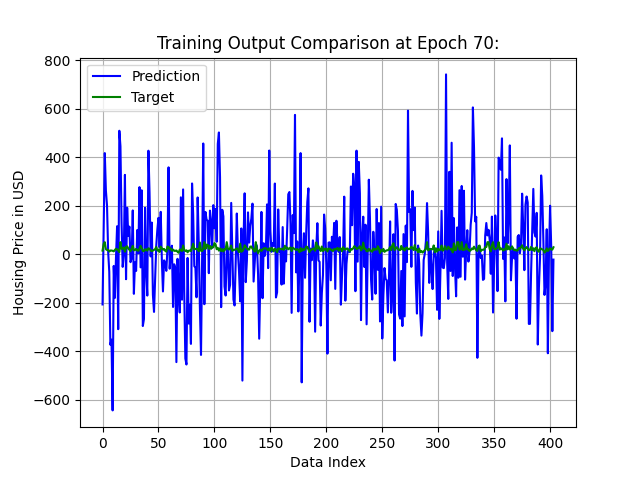 Training Output Comparison at Epoch 70:
Prediction
Target
Housing Price in USD
800
600
400
200
0
−200
−400
−600
0 50 100 150 200 250 300 350 400
Data Index